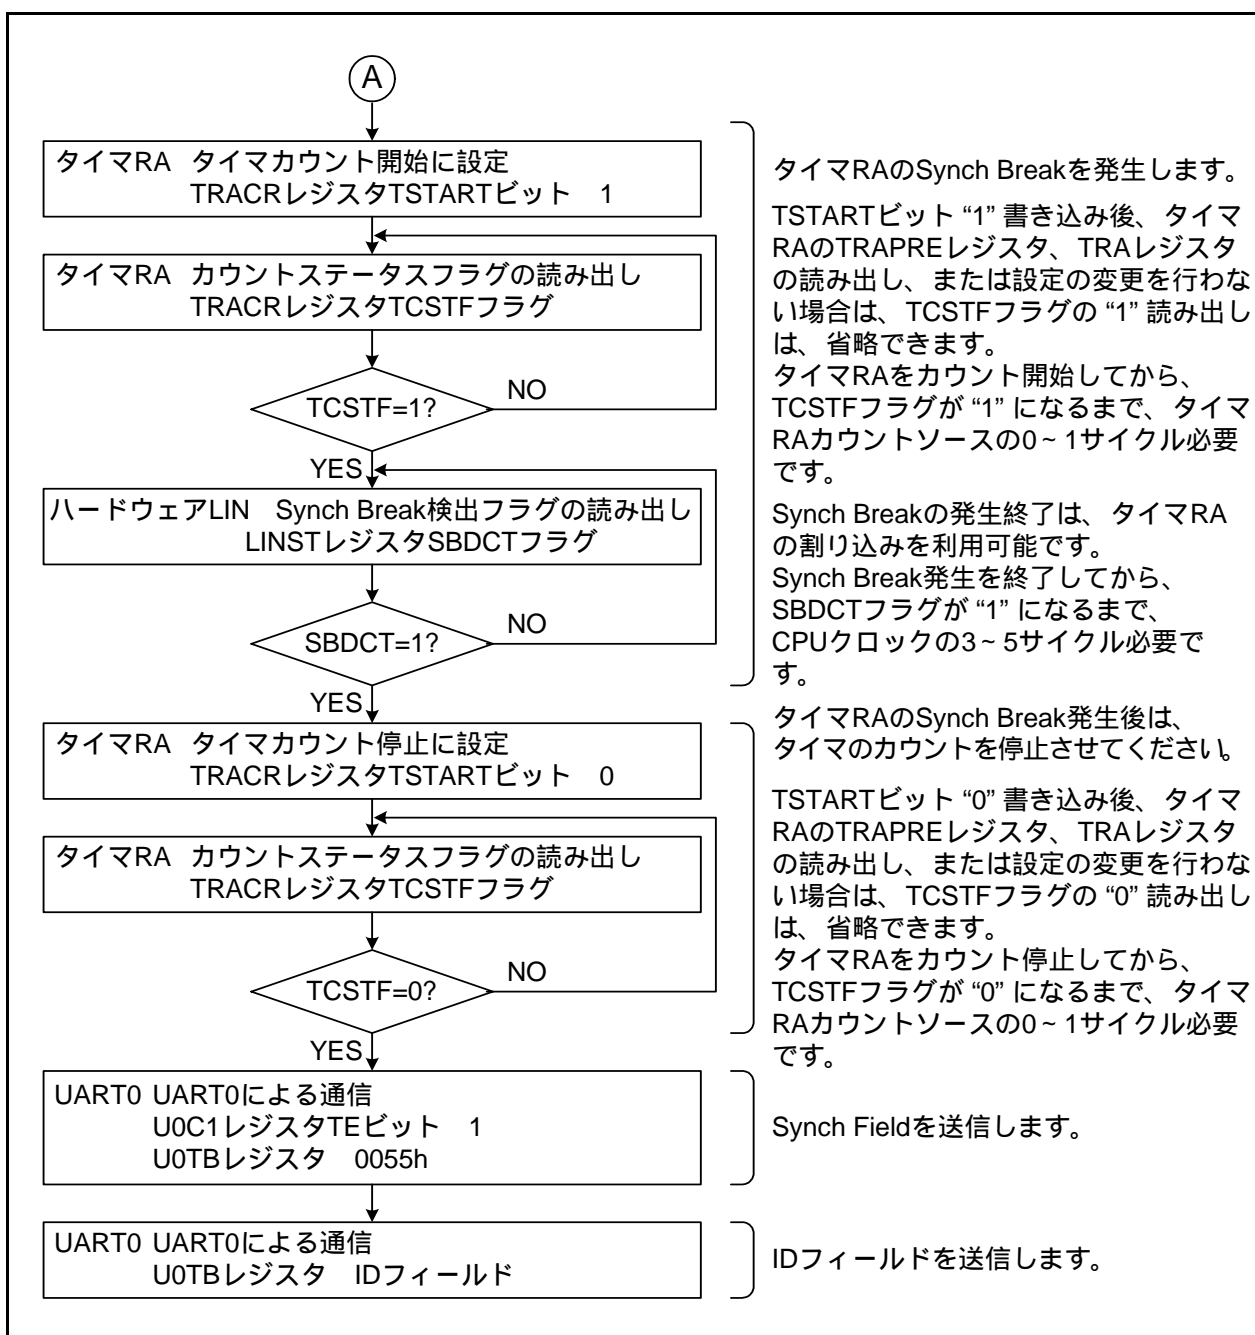 A
タイマRA タイマカウント開始に設定
TRACRレジスタTSTARTビット 1
タイマRA カウントステータスフラグの読み出し
TRACRレジスタTCSTFフラグ
TCSTF=1?
NO
YES
ハードウェアLIN Synch Break検出フラグの読み出し
LINSTレジスタSBDCTフラグ
SBDCT=1?
NO
YES
タイマRAのSynch Breakを発生します。
TSTARTビット “1” 書き込み後、タイマ
RAのTRAPREレジスタ、TRAレジスタ
の読み出し、または設定の変更を行わな
い場合は、TCSTFフラグの “1” 読み出し
は、省略できます。
タイマRAをカウント開始してから、
TCSTFフラグが “1” になるまで、タイマ
RAカウントソースの0~1サイクル必要
です。
Synch Breakの発生終了は、タイマRA
の割り込みを利用可能です。
Synch Break発生を終了してから、
SBDCTフラグが “1” になるまで、
CPUクロックの3~5サイクル必要で
す。
タイマRA タイマカウント停止に設定
TRACRレジスタTSTARTビット 0
タイマRA カウントステータスフラグの読み出し
TRACRレジスタTCSTFフラグ
TCSTF=0?
NO
YES
タイマRAのSynch Break発生後は、
タイマのカウントを停止させてください。
TSTARTビット “0” 書き込み後、タイマ
RAのTRAPREレジスタ、TRAレジスタ
の読み出し、または設定の変更を行わな
い場合は、TCSTFフラグの “0” 読み出し
は、省略できます。
タイマRAをカウント停止してから、
TCSTFフラグが “0” になるまで、タイマ
RAカウントソースの0~1サイクル必要
です。
UART0 UART0による通信
U0C1レジスタTEビット 1
U0TBレジスタ 0055h
Synch Fieldを送信します。
UART0 UART0による通信
U0TBレジスタ IDフィールド
IDフィールドを送信します。